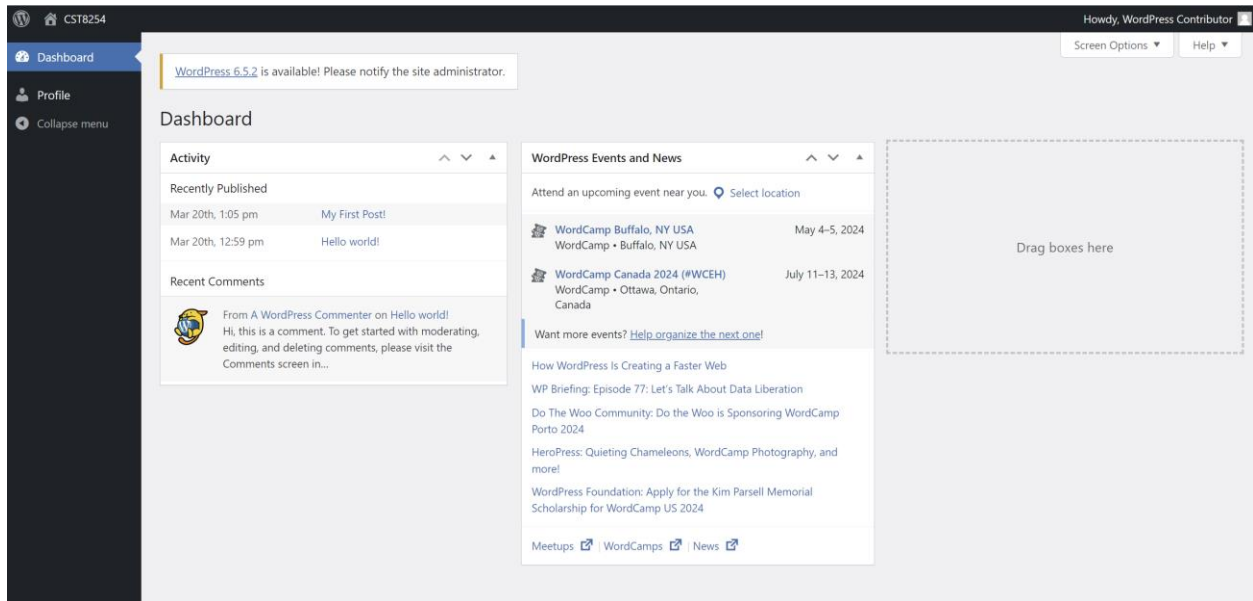 CST8254
Howdy, WordPress Contributor
Dashboard
Profile
Collapse menu
Screen Options
Help
WordPress 6.5.2 is available! Please notify the site administrator.
Dashboard
Activity
Recently Published
Mar 20th, 1:05 pm My First Post!
Mar 20th, 12:59 pm Hello world!
Recent Comments
From A WordPress Commenter on Hello world!
Hi, this is a comment. To get started with moderating,
editing, and deleting comments, please visit the
Comments screen in...
WordPress Events and News
Attend an upcoming event near you. Select location
WordCamp Buffalo, NY USA May 4–5, 2024
WordCamp • Buffalo, NY USA
WordCamp Canada 2024 (#WCEH) July 11–13, 2024
WordCamp • Ottawa, Ontario,
Canada
Want more events? Help organize the next one!
How WordPress Is Creating a Faster Web
WP Briefing: Episode 77: Let's Talk About Data Liberation
Do The Woo Community: Do the Woo is Sponsoring WordCamp
Porto 2024
HeroPress: Quieting Chameleons, WordCamp Photography, and
more!
WordPress Foundation: Apply for the Kim Parsell Memorial
Scholarship for WordCamp US 2024
Meetups | WordCamps | News
Drag boxes here